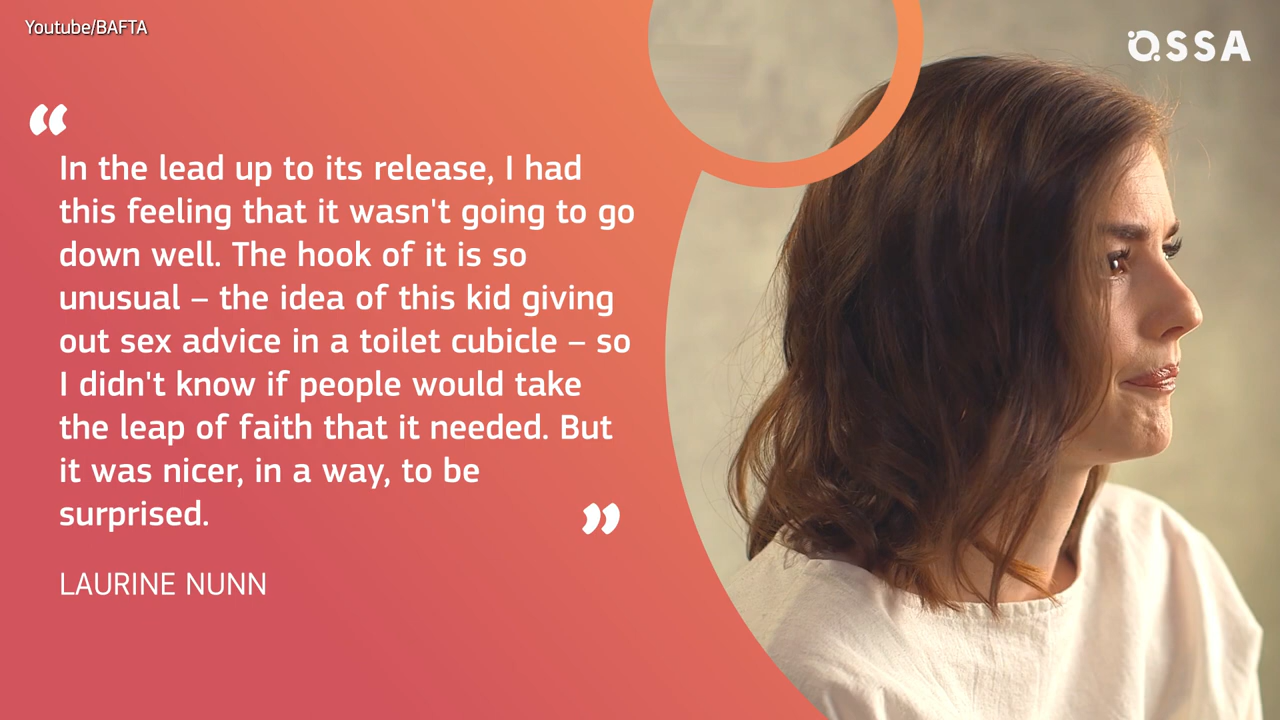 Youtube/BAFTA
QSSA
“
In the lead up to its release, I had
this feeling that it wasn't going to go
down well. The hook of it is so
unusual – the idea of this kid giving
out sex advice in a toilet cubicle – so
I didn't know if people would take
the leap of faith that it needed. But
it was nicer, in a way, to be
surprised.
”
LAURINE NUNN